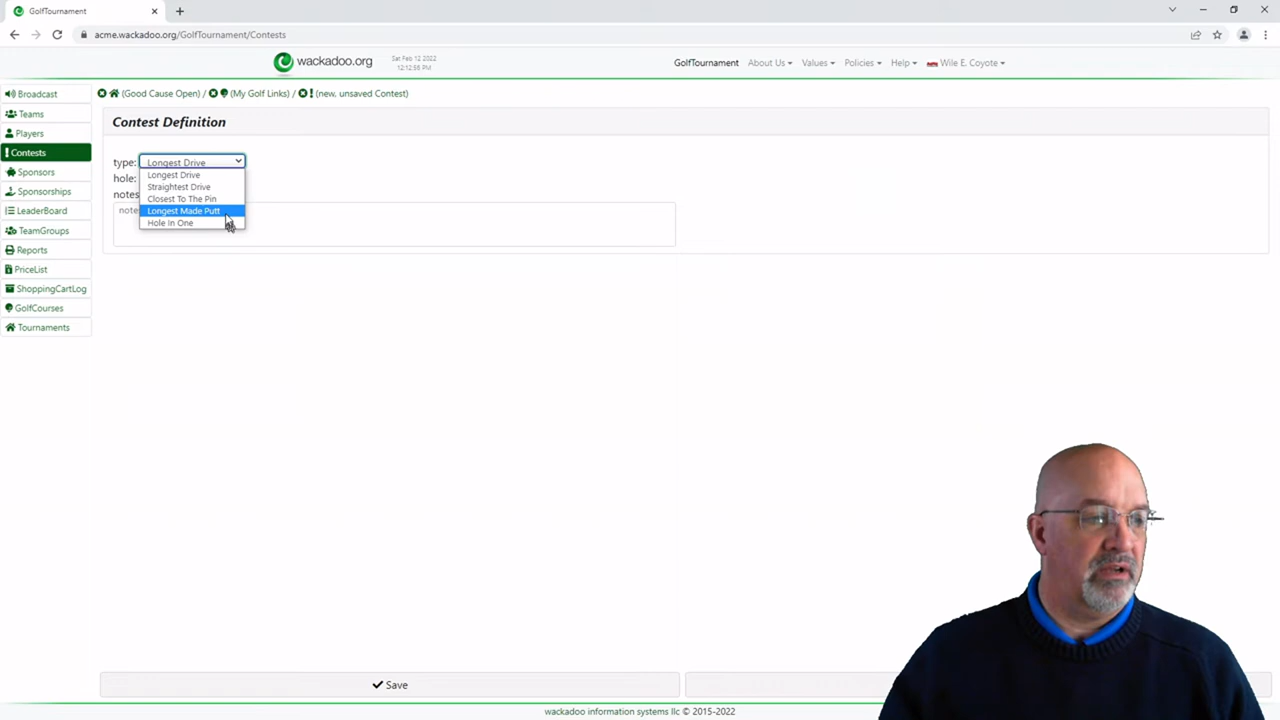 GolfTournament
acme.wackadoo.org/GolfTournament/Contests
wackadoo.org
Sat Feb 12 2022
12:12:56 PM
GolfTournament About Us Values Policies Help Wile E. Coyote
Broadcast
Teams
Players
Contests
Sponsors
Sponsorships
LeaderBoard
TeamGroups
Reports
PriceList
ShoppingCartLog
GolfCourses
Tournaments
(Good Cause Open) / (My Golf Links) / (new, unsaved Contest)
Contest Definition
type: Longest Drive
Longest Drive
Straightest Drive
Closest To The Pin
Longest Made Putt
Hole In One
hole:
notes
note
Save
wackadoo information systems llc © 2015-2022